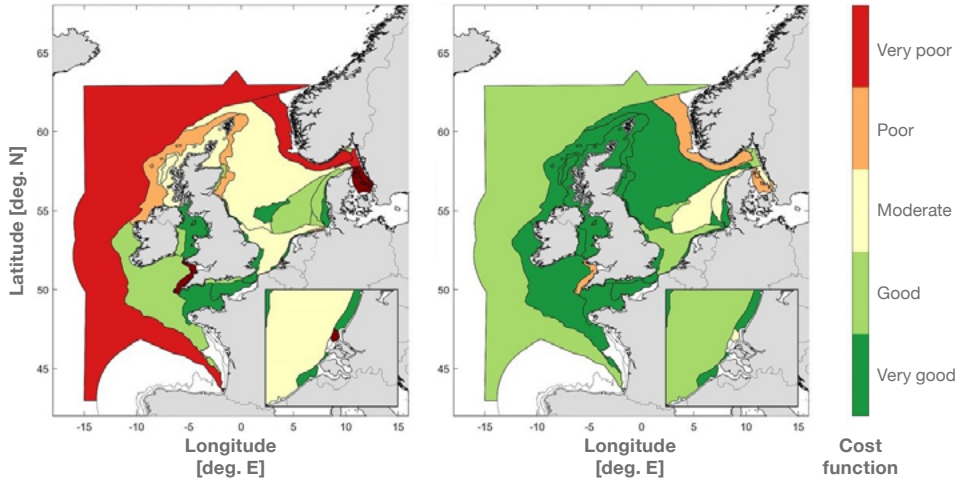 65
60
55
50
45
Latitude [deg. N]
-15
-10
-5
0
5
10
15
Longitude
[deg. E]
65
60
55
50
45
-15
-10
-5
0
5
10
15
Longitude
[deg. E]
Very poor
Poor
Moderate
Good
Very good
Cost
function